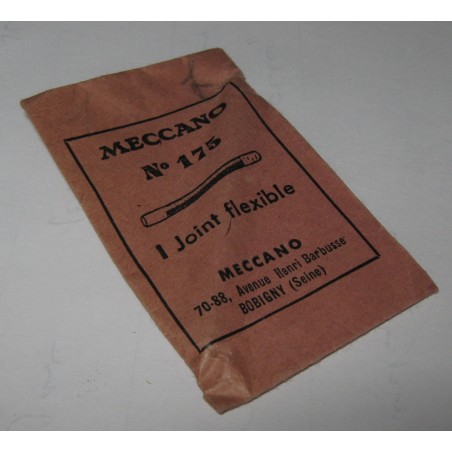 MECCANO
No 175
1 Joint flexible
MECCANO
70-88, Avenue Henri Barbusse
BOBIGNY (Seine)